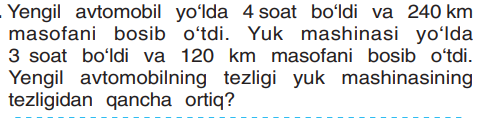 . Yengil avtomobil yo‘lda 4 soat bo‘ldi va 240 km
masofani bosib o‘tdi. Yuk mashinasi yo‘lda
3 soat bo‘ldi va 120 km masofani bosib o‘tdi.
Yengil avtomobilning tezligi yuk mashinasining
tezligidan qancha ortiq?